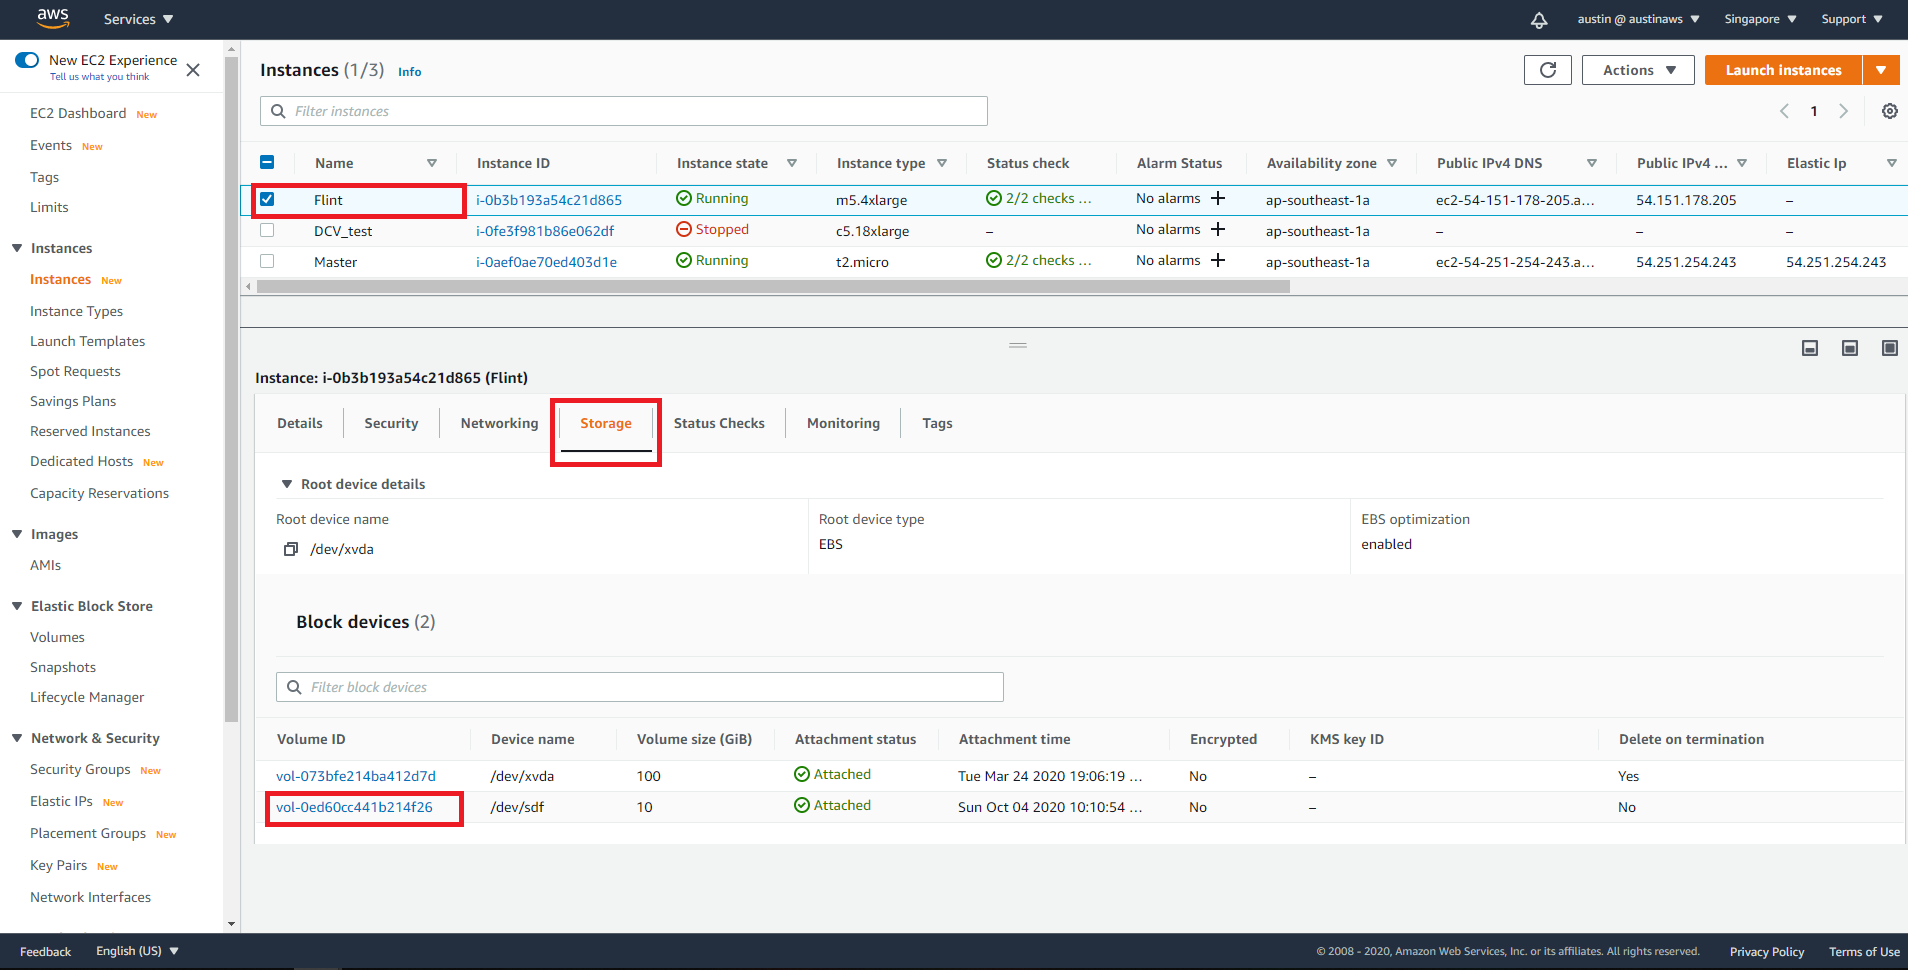 aws Services austin @ austinaws Singapore Support
New EC2 Experience
Tell us what you think
EC2 Dashboard New
Events New
Tags
Limits
Instances
Instances New
Instance Types
Launch Templates
Spot Requests
Savings Plans
Reserved Instances
Dedicated Hosts New
Capacity Reservations
Images
AMIs
Elastic Block Store
Volumes
Snapshots
Lifecycle Manager
Network & Security
Security Groups New
Elastic IPs New
Placement Groups New
Key Pairs New
Network Interfaces
Instances (1/3) Info Actions Launch instances
Filter instances 1
Name Instance ID Instance state Instance type Status check Alarm Status Availability zone Public IPv4 DNS Public IPv4 ... Elastic Ip
Flint i-0b3b193a54c21d865 Running m5.4xlarge 2/2 checks ... No alarms ap-southeast-1a ec2-54-151-178-205.a... 54.151.178.205 –
DCV_test i-0fe3f981b86e062df Stopped c5.18xlarge – No alarms ap-southeast-1a – – –
Master i-0aef0ae70ed403d1e Running t2.micro 2/2 checks ... No alarms ap-southeast-1a ec2-54-251-254-243.a... 54.251.254.243 54.251.254.243
Instance: i-0b3b193a54c21d865 (Flint)
Details Security Networking Storage Status Checks Monitoring Tags
Root device details
Root device name Root device type EBS optimization
/dev/xvda EBS enabled
Block devices (2)
Filter block devices
Volume ID Device name Volume size (GiB) Attachment status Attachment time Encrypted KMS key ID Delete on termination
vol-073bfe214ba412d7d /dev/xvda 100 Attached Tue Mar 24 2020 19:06:19 ... No – Yes
vol-0ed60cc441b214f26 /dev/sdf 10 Attached Sun Oct 04 2020 10:10:54 ... No – No
Feedback English (US) © 2008 - 2020, Amazon Web Services, Inc. or its affiliates. All rights reserved. Privacy Policy Terms of Use